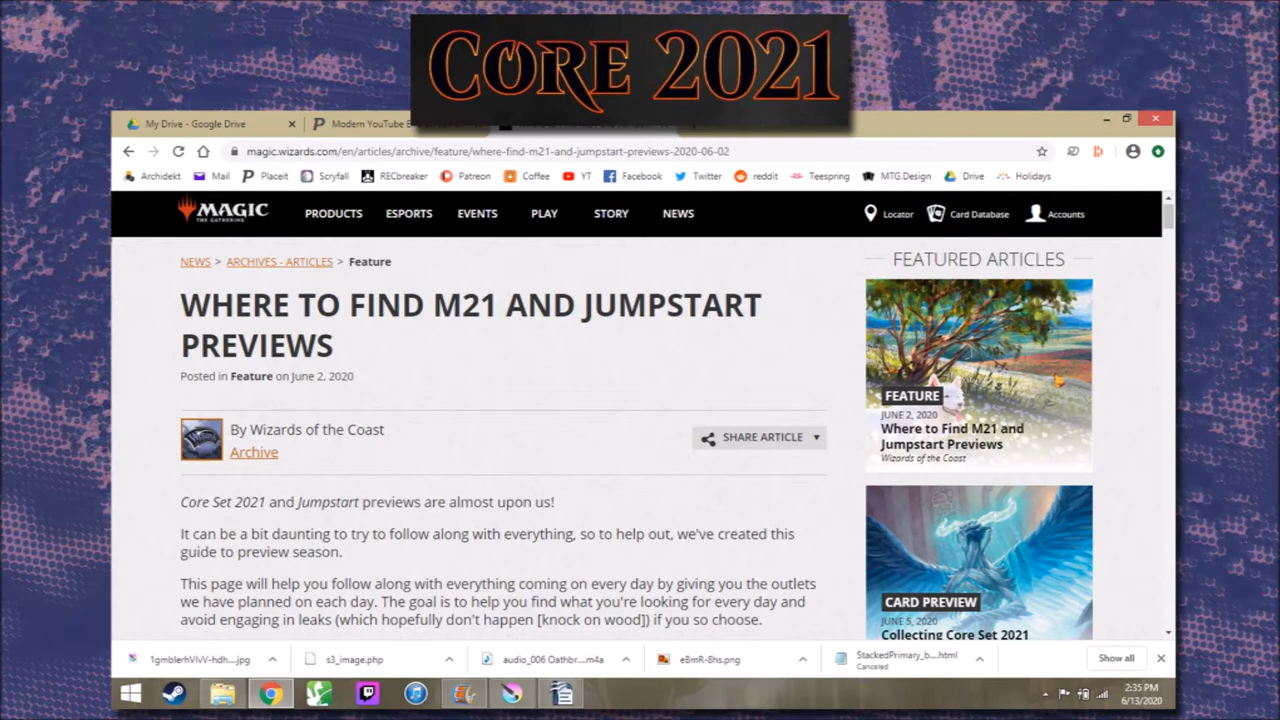 CORE 2021
My Drive - Google Drive
Modern YouTube B
magic.wizards.com/en/articles/archive/feature/where-find-m21-and-jumpstart-previews-2020-06-02
Archidekt Mail Placeit Scryfall RECbreaker Patreon Coffee YT Facebook Twitter reddit Teespring MTG.Design Drive Holidays
MAGIC THE GATHERING PRODUCTS ESPORTS EVENTS PLAY STORY NEWS Locator Card Database Accounts
NEWS > ARCHIVES - ARTICLES > Feature
WHERE TO FIND M21 AND JUMPSTART
PREVIEWS
Posted in Feature on June 2, 2020
By Wizards of the Coast
Archive
SHARE ARTICLE
Core Set 2021 and Jumpstart previews are almost upon us!
It can be a bit daunting to try to follow along with everything, so to help out, we've created this
guide to preview season.
This page will help you follow along with everything coming on every day by giving you the outlets
we have planned on each day. The goal is to help you find what you're looking for every day and
avoid engaging in leaks (which hopefully don't happen [knock on wood]) if you so choose.
FEATURED ARTICLES
FEATURE
JUNE 2, 2020
Where to Find M21 and
Jumpstart Previews
Wizards of the Coast
CARD PREVIEW
JUNE 5, 2020
Collecting Core Set 2021
1gmblerhVlvV-hdh....jpg
s3_image.php
audio_006 Oathbr....m4a
eBmR-8hs.png
StackedPrimary_b....html
Canceled
Show all
2:35 PM
6/13/2020